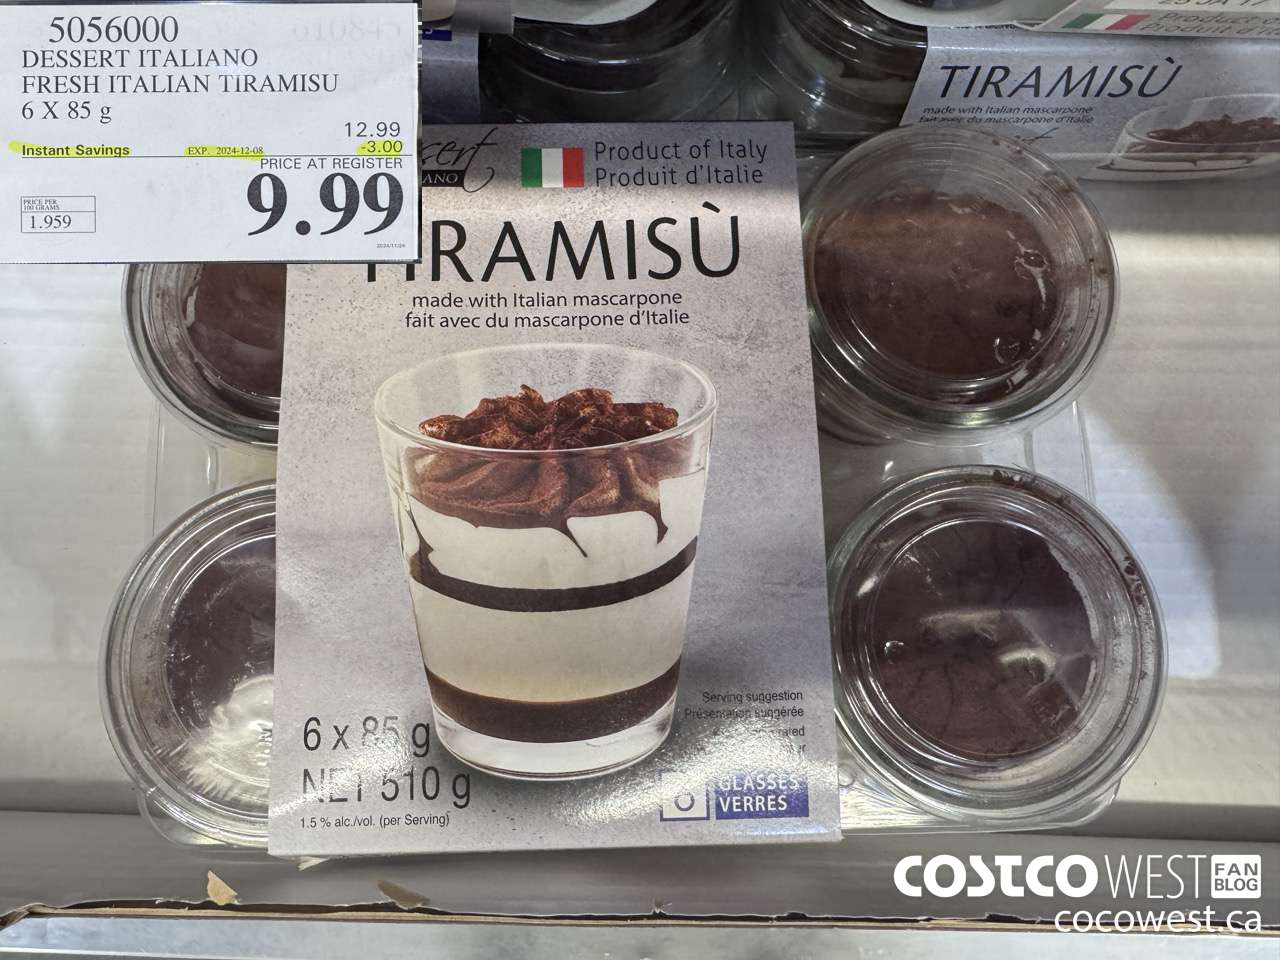 5056000
DESSERT ITALIANO
FRESH ITALIAN TIRAMISU
6 X 85 g
12.99
Instant Savings EXP. 2024-12-08 -3.00
PRICE AT REGISTER
9.99
PRICE PER
100 GRAMS
1.959
2024/11/24
Product of Italy
Produit d'Italie
TIRAMISÙ
made with Italian mascarpone
fait avec du mascarpone d'Italie
6 x 85 g
NET 510 g
1.5 % alc./vol. (per Serving)
Serving suggestion
Présentation suggérée
6 GLASSES
VERRES
TIRAMISÙ
made with Italian mascarpone
fait avec du mascarpone d'Italie
Product
COSTCO WEST FAN
BLOG
cocowest.ca